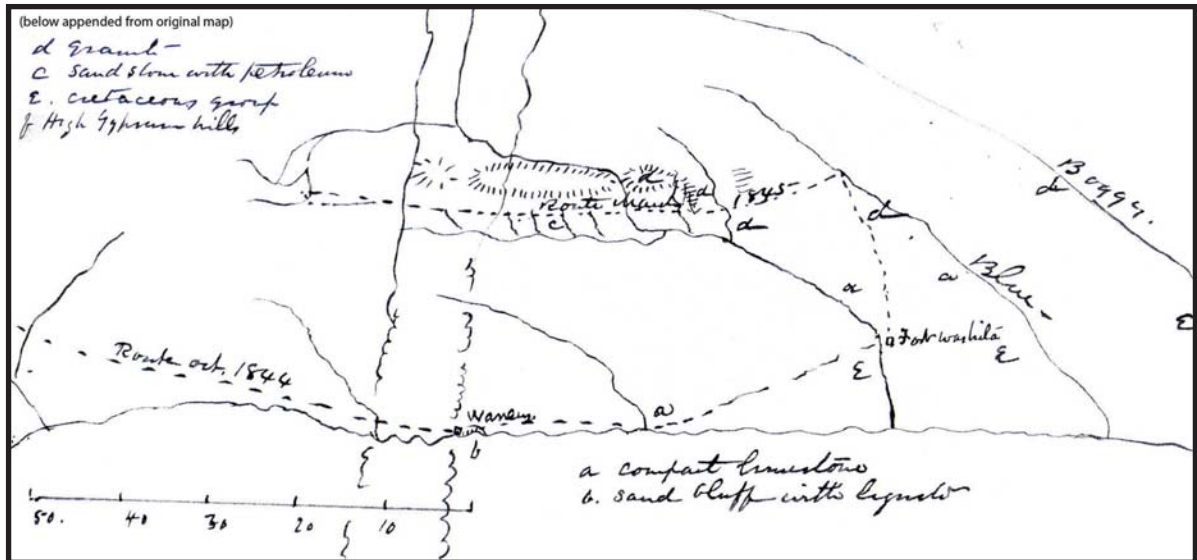 (below appended from original map)
d Granit
c Sand stone with petroleum
E. cretaceous group
f High Gypsum hills
d
d
Route March 1845
c
d
d
Boggy.
d
a
a
Blue
E
Fort Washita
E
E
Route oct. 1844
a
b
a compact limestone
b. Sand bluff with lignite
50. 40 30 20 10